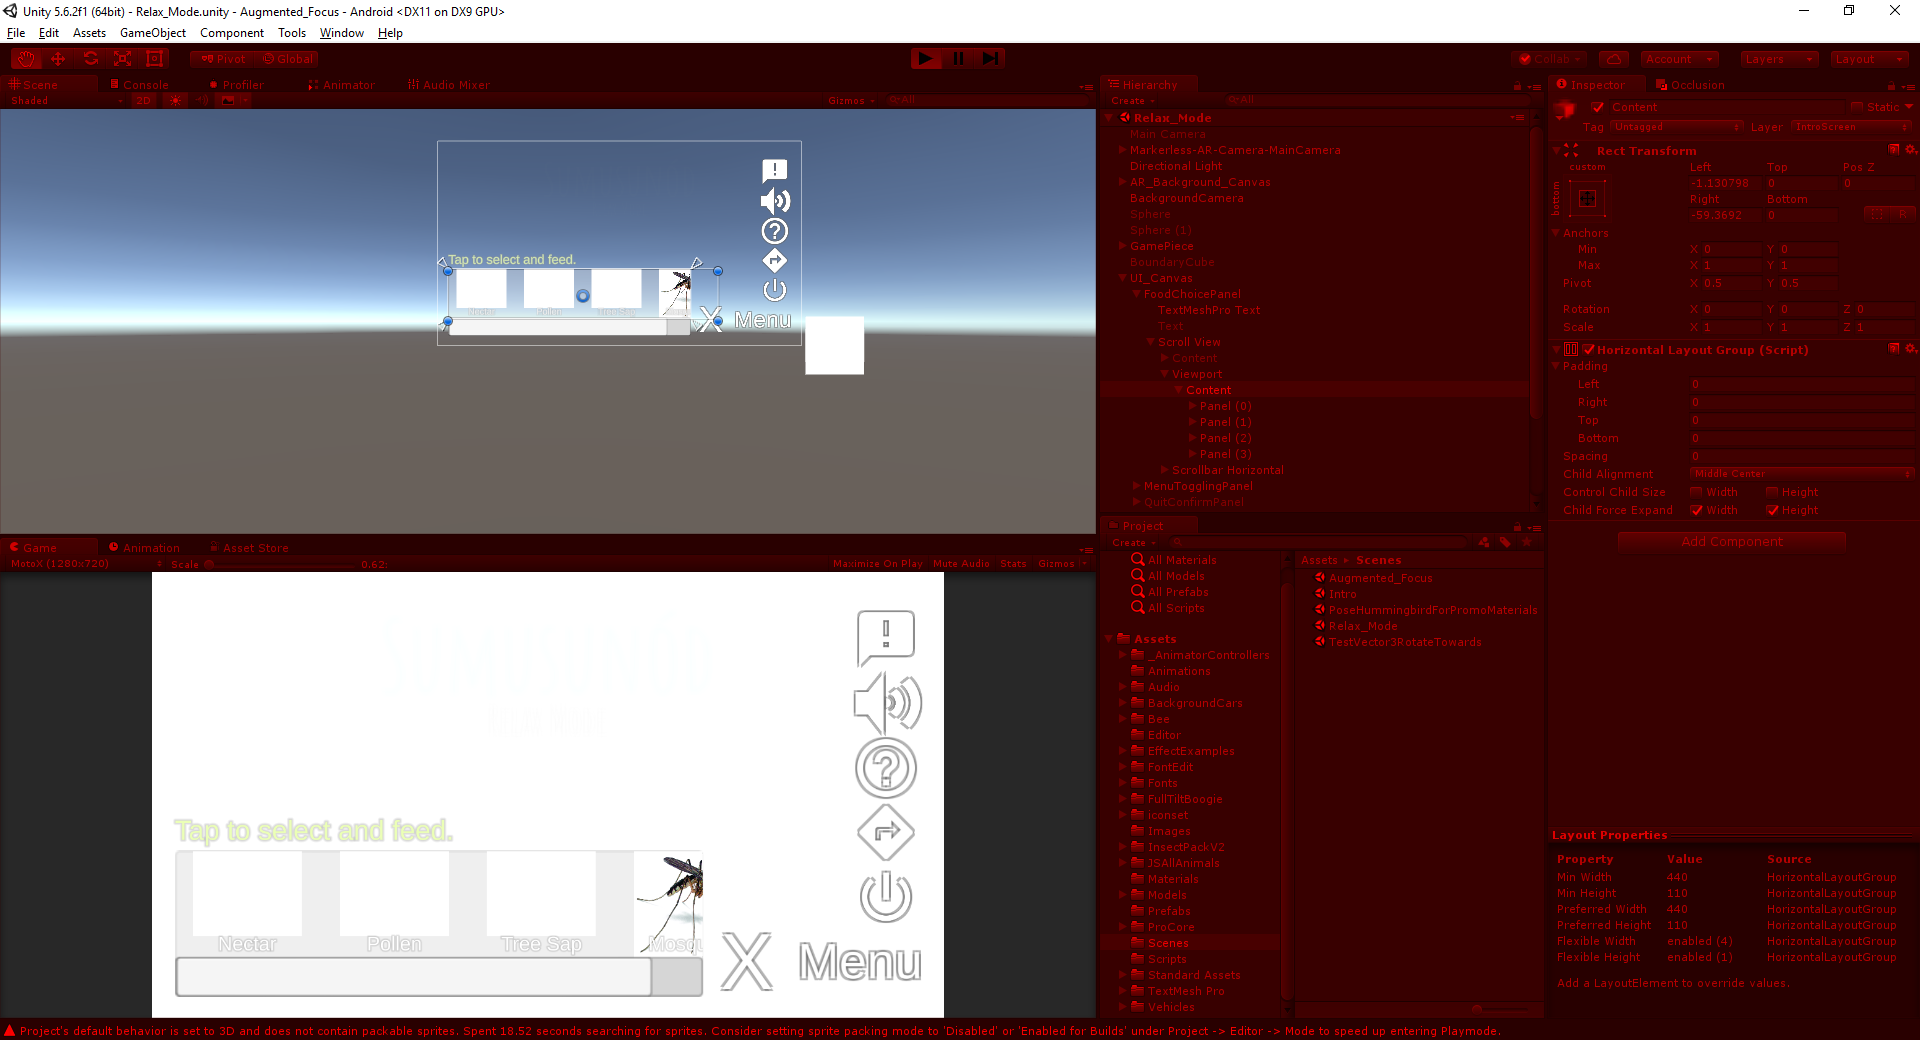 Unity 5.6.2f1 (64bit) - Relax_Mode.unity - Augmented_Focus - Android <DX11 on DX9 GPU>
File Edit Assets GameObject Component Tools Window Help
Pivot Global
Collab Account Layers Layout
Scene Console Profiler Animator Audio Mixer
Shaded 2D Gizmos All
Tap to select and feed.
Nectar Pollen Tree Sap
X Menu
Game Animation Asset Store
MotoX (1280x720) Scale 0.62: Maximize On Play Mute Audio Stats Gizmos
Tap to select and feed.
Nectar Pollen Tree Sap Mosqu
X Menu
Hierarchy
Create All
Relax_Mode
Main Camera
Markerless-AR-Camera-MainCamera
Directional Light
AR_Background_Canvas
BackgroundCamera
Sphere
Sphere (1)
GamePiece
BoundaryCube
UI_Canvas
FoodChoicePanel
TextMeshPro Text
Text
Scroll View
Content
Viewport
Content
Panel (0)
Panel (1)
Panel (2)
Panel (3)
Scrollbar Horizontal
MenuTogglingPanel
QuitConfirmPanel
Project
Create
All Materials
All Models
All Prefabs
All Scripts
Assets
_AnimatorControllers
Animations
Audio
BackgroundCars
Bee
Editor
EffectExamples
FontEdit
Fonts
FullTiltBoogie
iconset
Images
InsectPackV2
JSAllAnimals
Materials
Models
Prefabs
ProCore
Scenes
Scripts
Standard Assets
TextMesh Pro
Vehicles
Assets Scenes
Augmented_Focus
Intro
PoseHummingbirdForPromoMaterials
Relax_Mode
TestVector3RotateTowards
Inspector Occlusion
Content Static
Tag Untagged Layer IntroScreen
Rect Transform
custom Left Top Pos Z
bottom -1.130798 0 0
Right Bottom
-59.3692 0 R
Anchors
Min X 0 Y 0
Max X 1 Y 1
Pivot X 0.5 Y 0.5
Rotation X 0 Y 0 Z 0
Scale X 1 Y 1 Z 1
Horizontal Layout Group (Script)
Padding
Left 0
Right 0
Top 0
Bottom 0
Spacing 0
Child Alignment Middle Center
Control Child Size Width Height
Child Force Expand Width Height
Add Component
Layout Properties
Property Value Source
Min Width 440 HorizontalLayoutGroup
Min Height 110 HorizontalLayoutGroup
Preferred Width 440 HorizontalLayoutGroup
Preferred Height 110 HorizontalLayoutGroup
Flexible Width enabled (4) HorizontalLayoutGroup
Flexible Height enabled (1) HorizontalLayoutGroup
Add a LayoutElement to override values.
Project's default behavior is set to 3D and does not contain packable sprites. Spent 18.52 seconds searching for sprites. Consider setting sprite packing mode to 'Disabled' or 'Enabled for Builds' under Project -> Editor -> Mode to speed up entering Playmode.